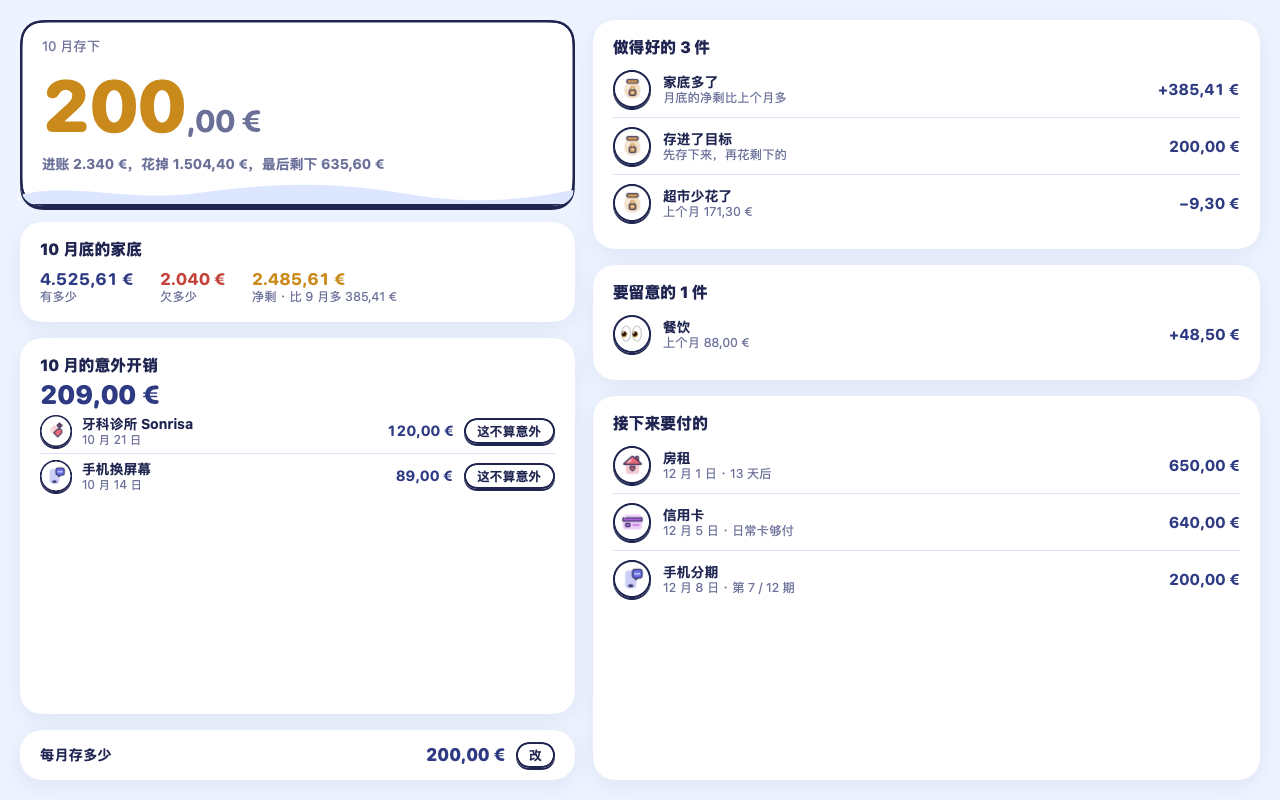 10 月存下
200,00 €
进账 2.340 €，花掉 1.504,40 €，最后剩下 635,60 €
10 月底的家底
4.525,61 € 2.040 € 2.485,61 €
有多少 欠多少 净剩 · 比 9 月多 385,41 €
10 月的意外开销
209,00 €
牙科诊所 Sonrisa
10 月 21 日
120,00 € 这不算意外
手机换屏幕
10 月 14 日
89,00 € 这不算意外
每月存多少 200,00 € 改
做得好的 3 件
家底多了
月底的净剩比上个月多
+385,41 €
存进了目标
先存下来，再花剩下的
200,00 €
超市少花了
上个月 171,30 €
−9,30 €
要留意的 1 件
餐饮
上个月 88,00 €
+48,50 €
接下来要付的
房租
12 月 1 日 · 13 天后
650,00 €
信用卡
12 月 5 日 · 日常卡够付
640,00 €
手机分期
12 月 8 日 · 第 7 / 12 期
200,00 €